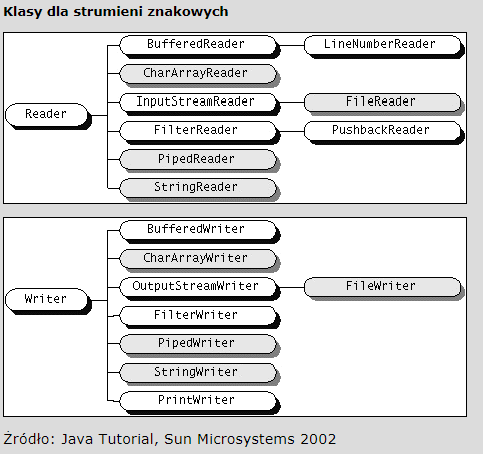 Klasy dla strumieni znakowych
BufferedReader LineNumberReader
CharArrayReader
InputStreamReader FileReader
Reader
FilterReader PushbackReader
PipedReader
StringReader
BufferedWriter
CharArrayWriter
OutputStreamWriter FileWriter
Writer
FilterWriter
PipedWriter
StringWriter
PrintWriter
Źródło: Java Tutorial, Sun Microsystems 2002